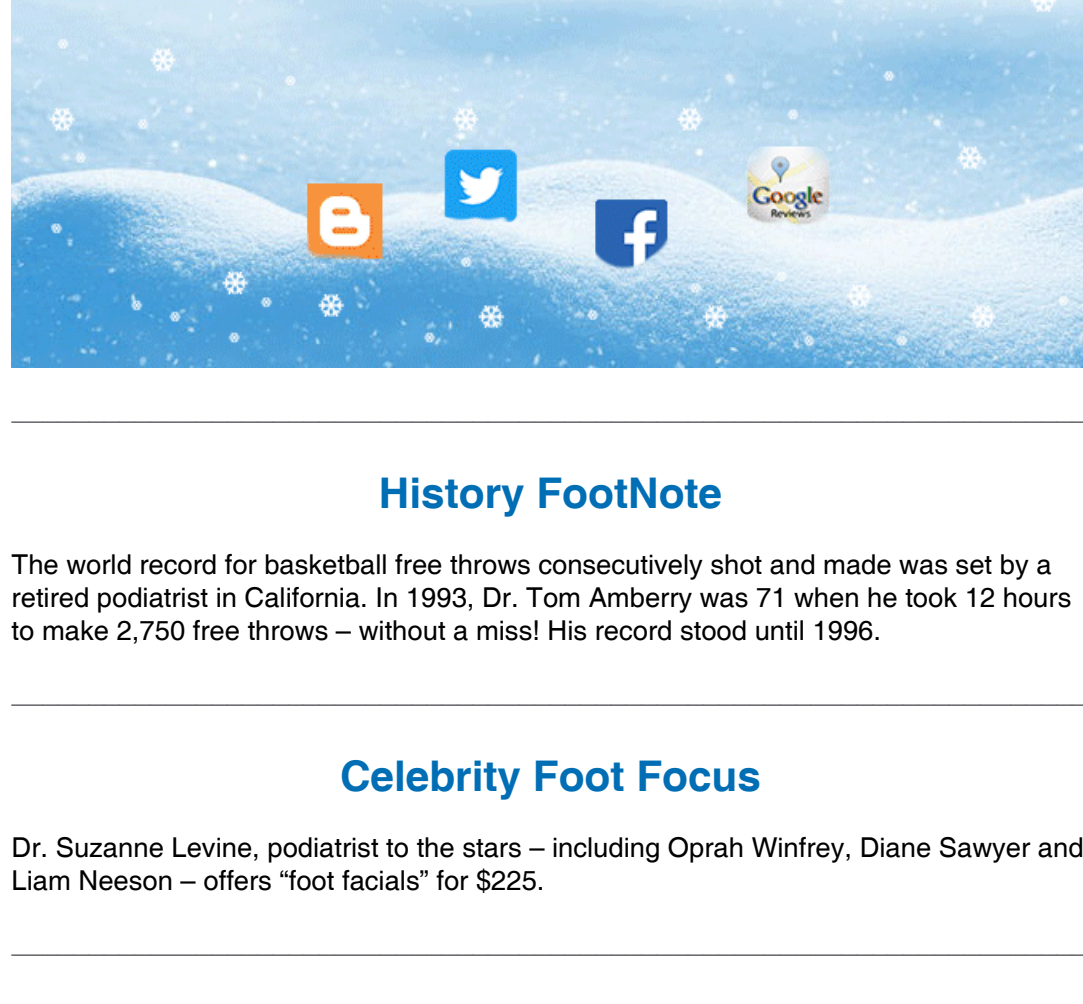 Google
Reviews
History FootNote
The world record for basketball free throws consecutively shot and made was set by a
retired podiatrist in California. In 1993, Dr. Tom Amberry was 71 when he took 12 hours
to make 2,750 free throws – without a miss! His record stood until 1996.
Celebrity Foot Focus
Dr. Suzanne Levine, podiatrist to the stars – including Oprah Winfrey, Diane Sawyer and
Liam Neeson – offers “foot facials” for $225.